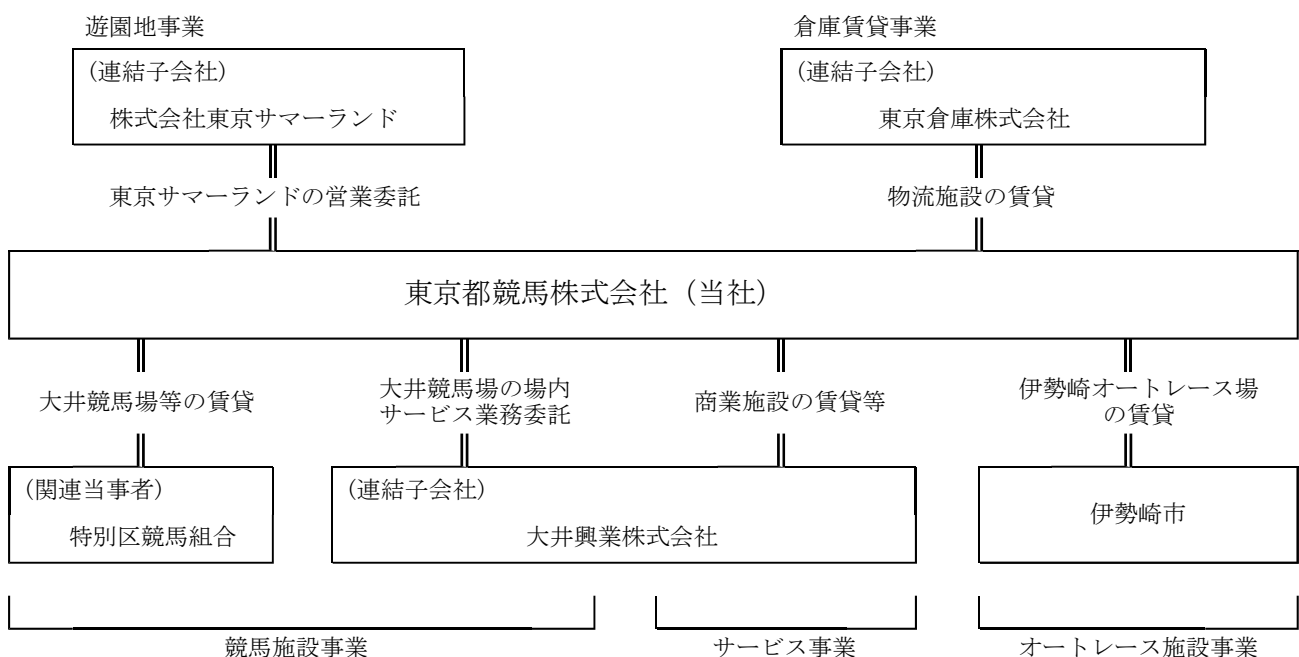 遊園地事業
倉庫賃貸事業
(連結子会社)
株式会社東京サマーランド
(連結子会社)
東京倉庫株式会社
東京サマーランドの営業委託
物流施設の賃貸
東京都競馬株式会社（当社）
大井競馬場等の賃貸
大井競馬場の場内
サービス業務委託
商業施設の賃貸等
伊勢崎オートレース場
の賃貸
(関連当事者)
特別区競馬組合
(連結子会社)
大井興業株式会社
伊勢崎市
競馬施設事業
サービス事業
オートレース施設事業